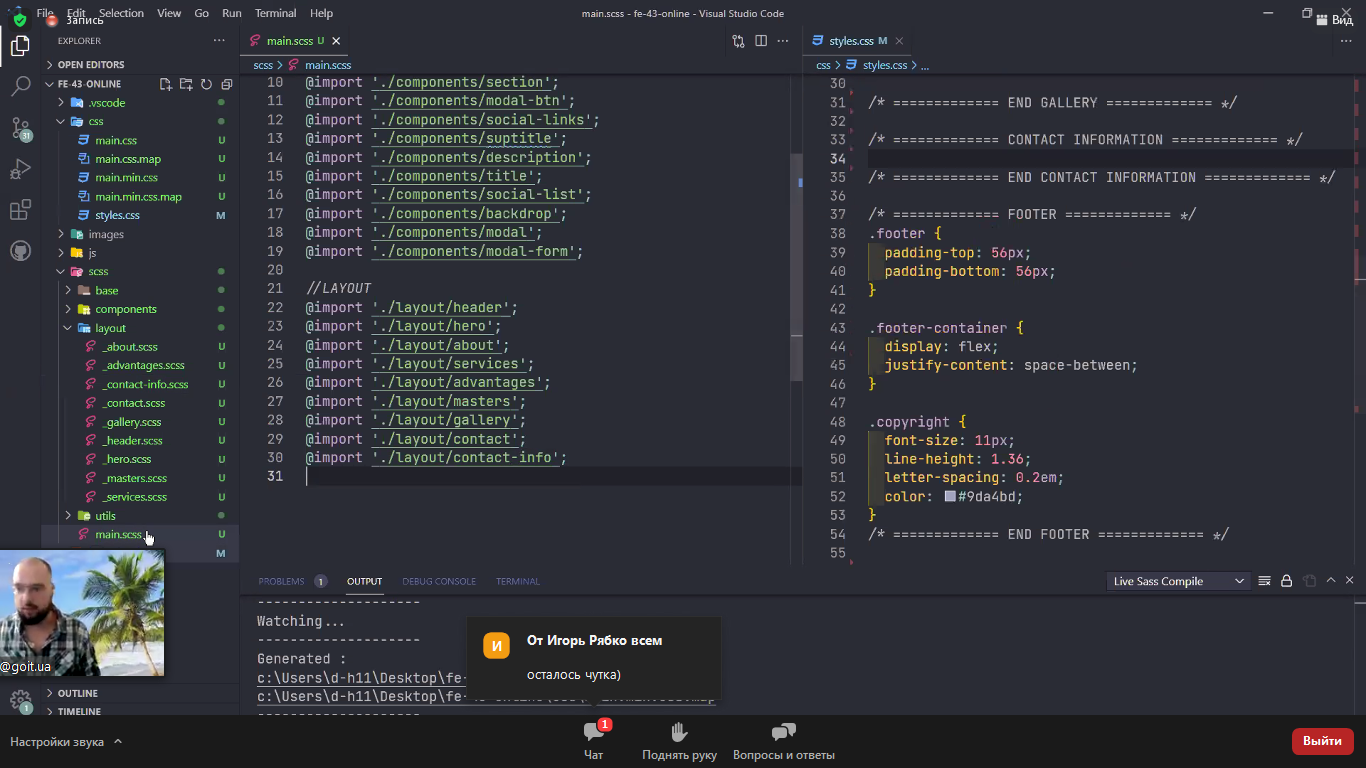 File Edit Selection View Go Run Terminal Help
main.scss - fe-43-online - Visual Studio Code
запись
Вид
EXPLORER
OPEN EDITORS
FE-43-ONLINE
.vscode
css
main.css U
main.css.map U
main.min.css U
main.min.css.map U
styles.css M
images
js
scss
base
components
layout
_about.scss U
_advantages.scss U
_contact-info.scss U
_contact.scss U
_gallery.scss U
_header.scss U
_hero.scss U
_masters.scss U
_services.scss U
utils
main.scss U
M
31
@goit.ua
1
OUTLINE
TIMELINE
main.scss U
scss > main.scss
10 @import './components/section';
11 @import './components/modal-btn';
12 @import './components/social-links';
13 @import './components/suptitle';
14 @import './components/description';
15 @import './components/title';
16 @import './components/social-list';
17 @import './components/backdrop';
18 @import './components/modal';
19 @import './components/modal-form';
20
21 //LAYOUT
22 @import './layout/header';
23 @import './layout/hero';
24 @import './layout/about';
25 @import './layout/services';
26 @import './layout/advantages';
27 @import './layout/masters';
28 @import './layout/gallery';
29 @import './layout/contact';
30 @import './layout/contact-info';
31
styles.css M
css > styles.css > ...
30
31 /* ============= END GALLERY ============= */
32
33 /* ============= CONTACT INFORMATION ============= */
34
35 /* ============= END CONTACT INFORMATION ============= */
36
37 /* ============= FOOTER ============= */
38 .footer {
39 padding-top: 56px;
40 padding-bottom: 56px;
41 }
42
43 .footer-container {
44 display: flex;
45 justify-content: space-between;
46 }
47
48 .copyright {
49 font-size: 11px;
50 line-height: 1.36;
51 letter-spacing: 0.2em;
52 color: #9da4bd;
53 }
54 /* ============= END FOOTER ============= */
55
PROBLEMS 1 OUTPUT DEBUG CONSOLE TERMINAL
Live Sass Compile
--------------------
Watching...
--------------------
Generated :
c:\Users\d-h11\Desktop\fe-
c:\Users\d-h11\Desktop\fe-
--------------------
И
От Игорь Рябко всем
осталось чутка)
Настройки звука
1
Чат
Поднять руку
Вопросы и ответы
Выйти